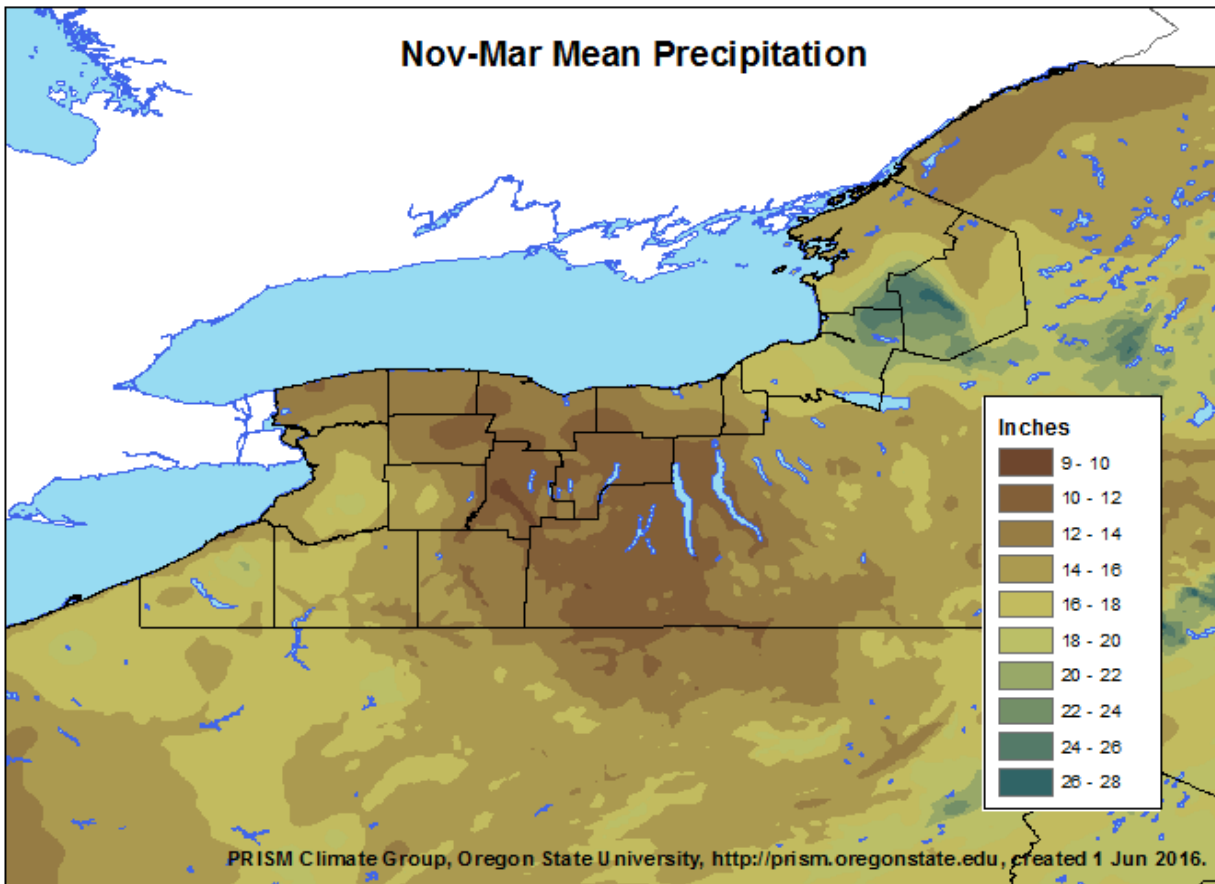 Nov-Mar Mean Precipitation
Inches
9 - 10
10 - 12
12 - 14
14 - 16
16 - 18
18 - 20
20 - 22
22 - 24
24 - 26
26 - 28
PRISM Climate Group, Oregon State University, http://prism.oregonstate.edu, created 1 Jun 2016.